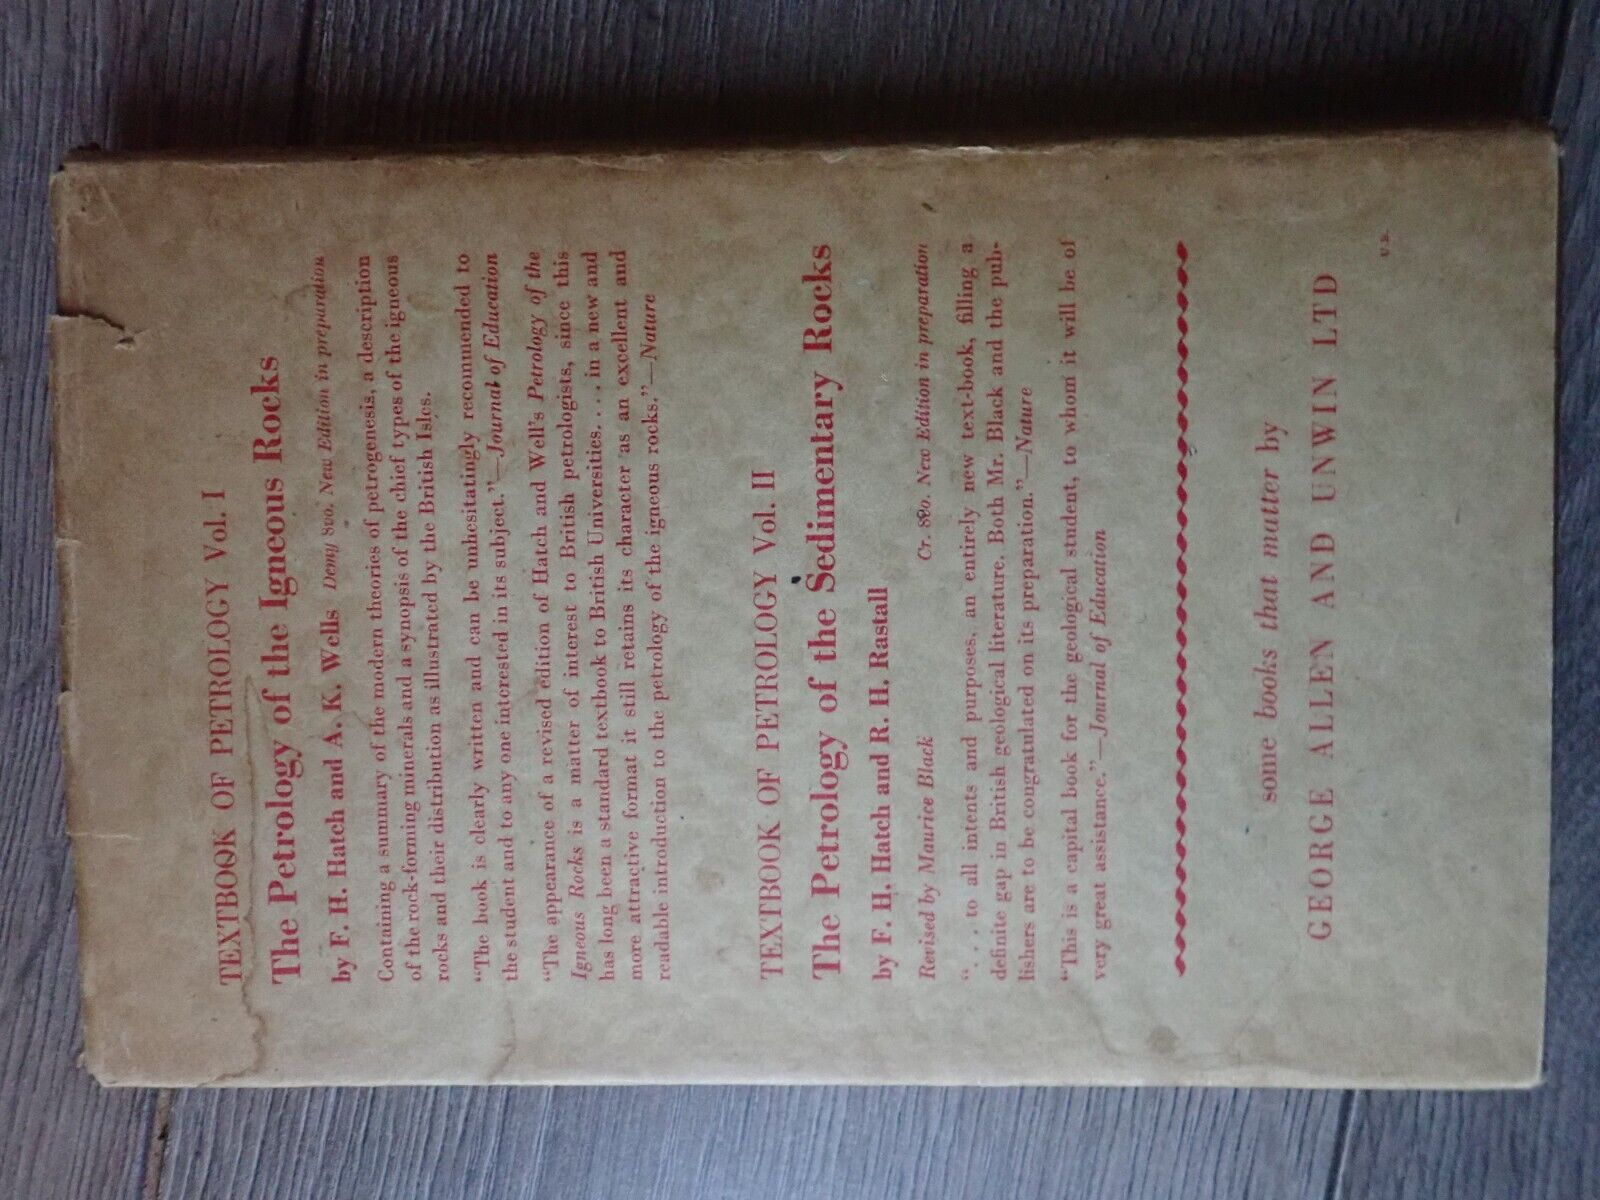 TEXTBOOK OF PETROLOGY Vol. I
The Petrology of the Igneous Rocks
by F. H. Hatch and A. K. Wells Demy 8vo. New Edition in preparation
Containing a summary of the modern theories of petrogenesis, a description
of the rock-forming minerals and a synopsis of the chief types of the igneous
rocks and their distribution as illustrated by the British Isles.
“The book is clearly written and can be unhesitatingly recommended to
the student and to any one interested in its subject.”—Journal of Education
“The appearance of a revised edition of Hatch and Well's Petrology of the
Igneous Rocks is a matter of interest to British petrologists, since this
has long been a standard textbook to British Universities. . . . in a new and
more attractive format it still retains its character as an excellent and
readable introduction to the petrology of the igneous rocks.”—Nature
TEXTBOOK OF PETROLOGY Vol. II
The Petrology of the Sedimentary Rocks
by F. H. Hatch and R. H. Rastall
Revised by Maurice Black Cr. 8vo. New Edition in preparation
“. . . to all intents and purposes, an entirely new text-book, filling a
definite gap in British geological literature. Both Mr. Black and the pub-
lishers are to be congratulated on its preparation.”—Nature
“This is a capital book for the geological student, to whom it will be of
very great assistance.”—Journal of Education
some books that matter by
GEORGE ALLEN AND UNWIN LTD